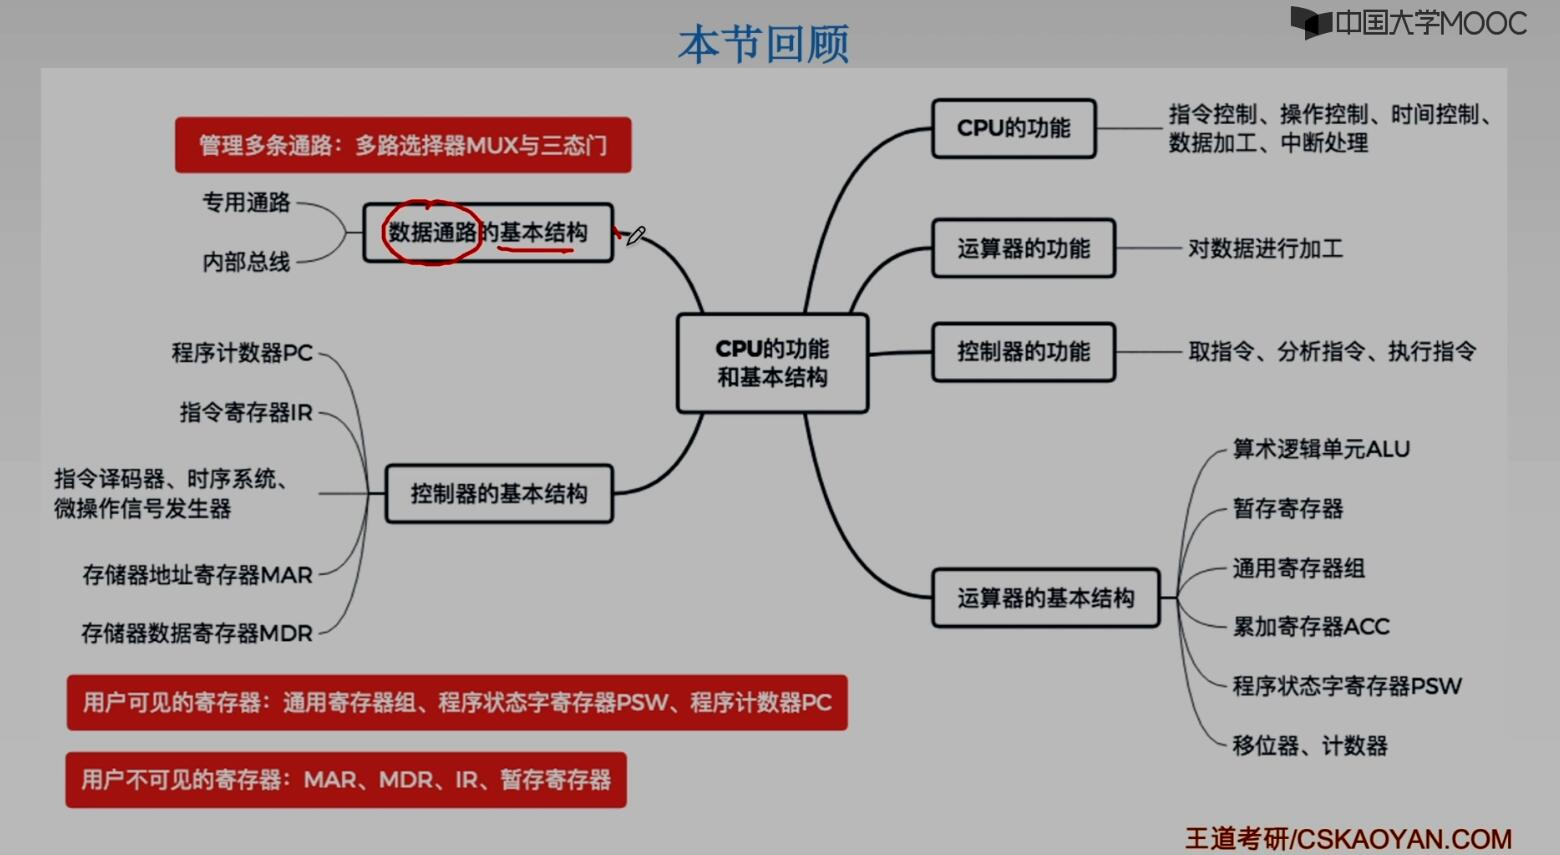 中国大学MOOC
本节回顾
管理多条通路：多路选择器MUX与三态门
专用通路
内部总线
数据通路的基本结构
程序计数器PC
指令寄存器IR
指令译码器、时序系统、
微操作信号发生器
存储器地址寄存器MAR
存储器数据寄存器MDR
控制器的基本结构
CPU的功能
和基本结构
CPU的功能
指令控制、操作控制、时间控制、
数据加工、中断处理
运算器的功能
对数据进行加工
控制器的功能
取指令、分析指令、执行指令
运算器的基本结构
算术逻辑单元ALU
暂存寄存器
通用寄存器组
累加寄存器ACC
程序状态字寄存器PSW
移位器、计数器
用户可见的寄存器：通用寄存器组、程序状态字寄存器PSW、程序计数器PC
用户不可见的寄存器：MAR、MDR、IR、暂存寄存器
王道考研/CSKAOYAN.COM